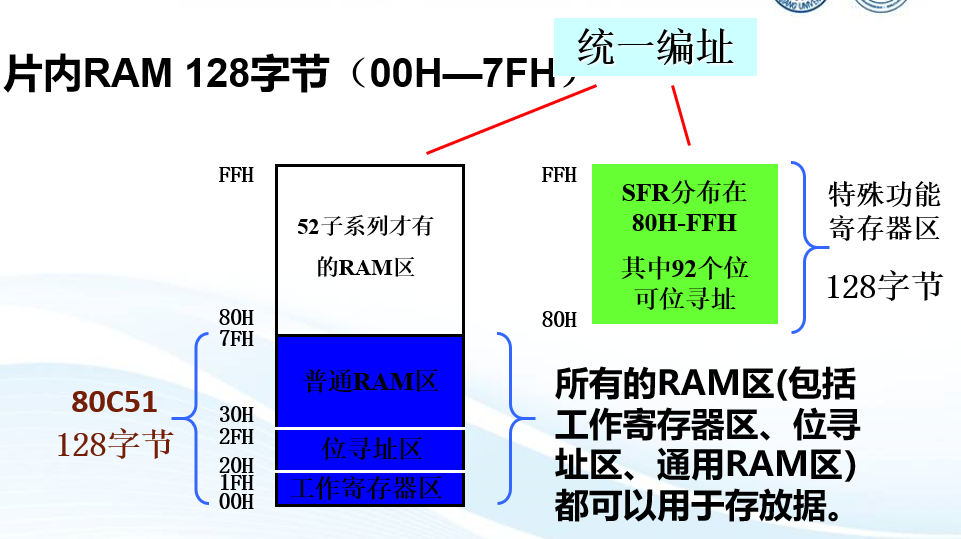 片内RAM 128字节（00H—7FH）
统一编址
FFH
52子系列才有
的RAM区
80H
7FH
普通RAM区
30H
2FH
位寻址区
20H
1FH
工作寄存器区
00H
80C51
128字节
FFH
SFR分布在
80H-FFH
其中92个位
可位寻址
80H
特殊功能
寄存器区
128字节
所有的RAM区(包括
工作寄存器区、位寻
址区、通用RAM区）
都可以用于存放据。